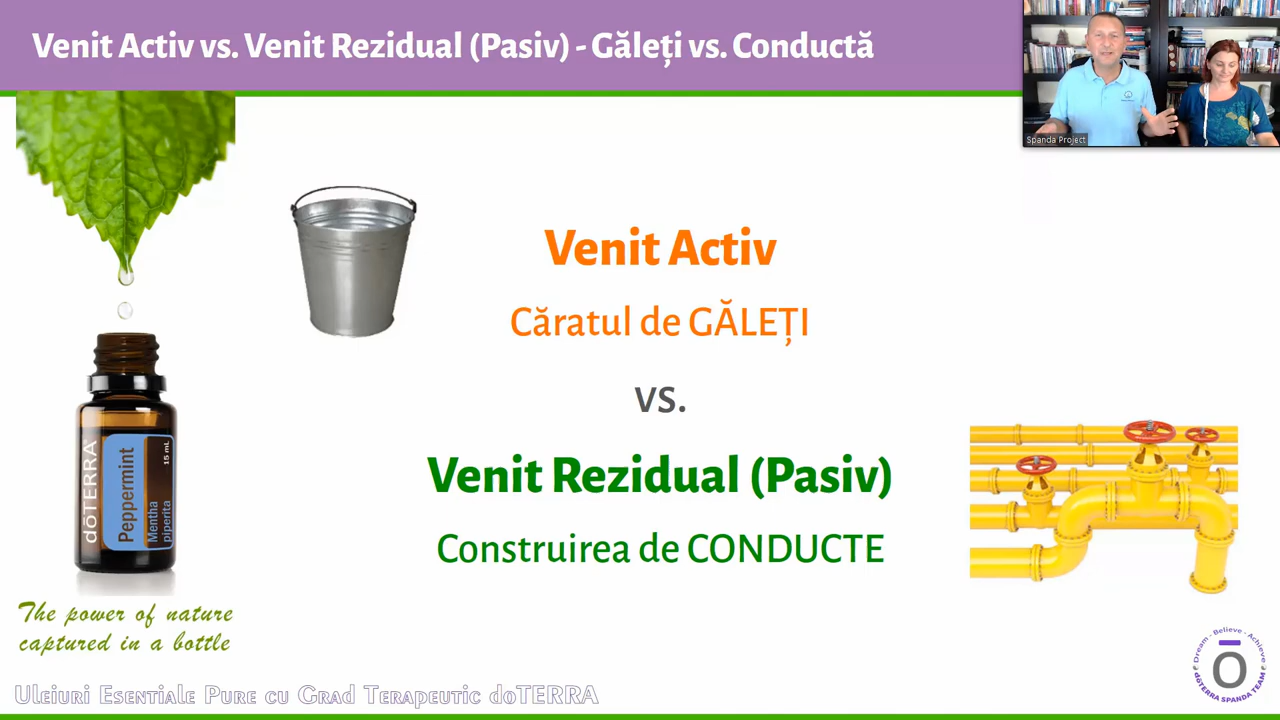 Venit Activ vs. Venit Rezidual (Pasiv) - Găleți vs. Conductă
Spanda Project
Venit Activ
Căratul de GĂLEȚI
vs.
Venit Rezidual (Pasiv)
Construirea de CONDUCTE
dōTERRA
Peppermint
Mentha
piperita
15 mL
The power of nature
captured in a bottle
Dream - Believe - Achieve
Ō
dōTERRA SPANDA TEAM
Uleiuri Esentiale Pure cu Grad Terapeutic doTERRA